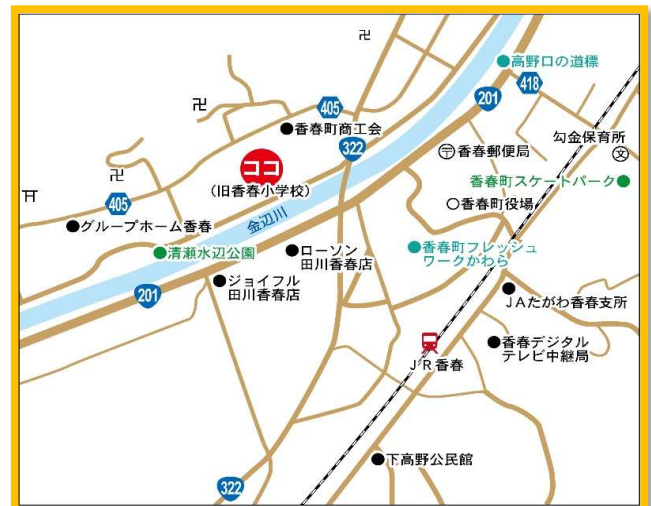 高野口の道標
418
405
201
香春町商工会
322
〒香春郵便局
勾金保育所
文
ココ
(旧香春小学校)
香春町スケートパーク
405
香春町役場
グループホーム香春
金辺川
清瀬水辺公園
ローソン
田川香春店
香春町フレッシュ
ワークかわら
ジョイフル
田川香春店
201
JAたがわ香春支所
JR香春
香春デジタル
テレビ中継局
下高野公民館
322